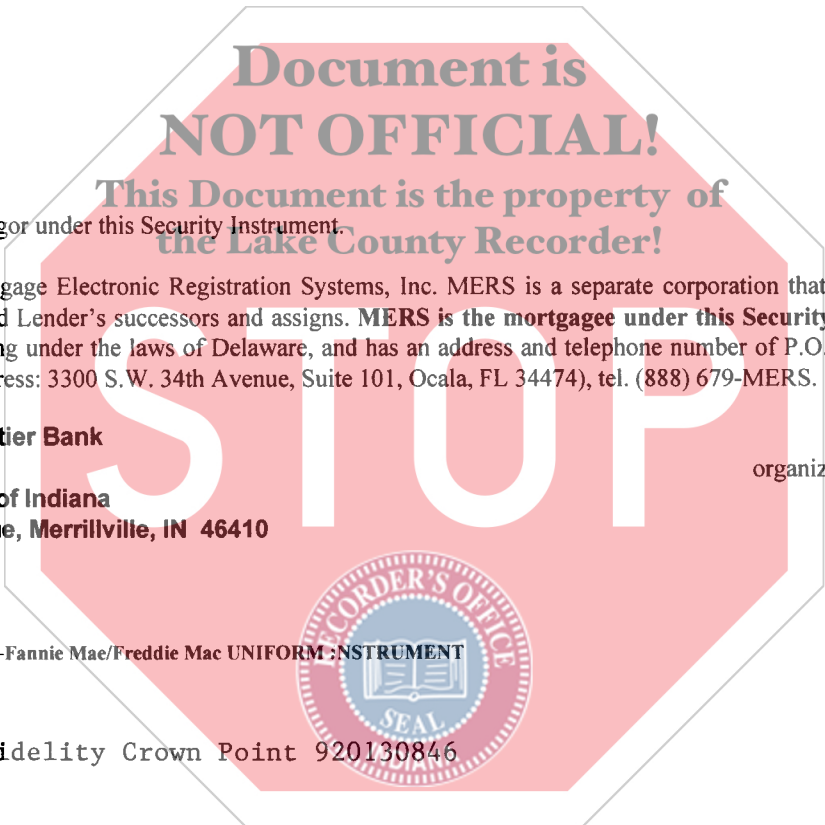 Document is
NOT OFFICIAL!
This Document is the property of
gor under this Security Instrument.
the Lake County Recorder!
gage Electronic Registration Systems, Inc. MERS is a separate corporation that
d Lender's successors and assigns. MERS is the mortgagee under this Security
ng under the laws of Delaware, and has an address and telephone number of P.O.
ress: 3300 S.W. 34th Avenue, Suite 101, Ocala, FL 34474), tel. (888) 679-MERS.
STOP
tier Bank
organiz
of Indiana
e, Merrillville, IN 46410
RECORDER'S OFFICE
-Fannie Mae/Freddie Mac UNIFORM :NSTRUMENT
SEAL
idelity Crown Point 920130846
INDIANA